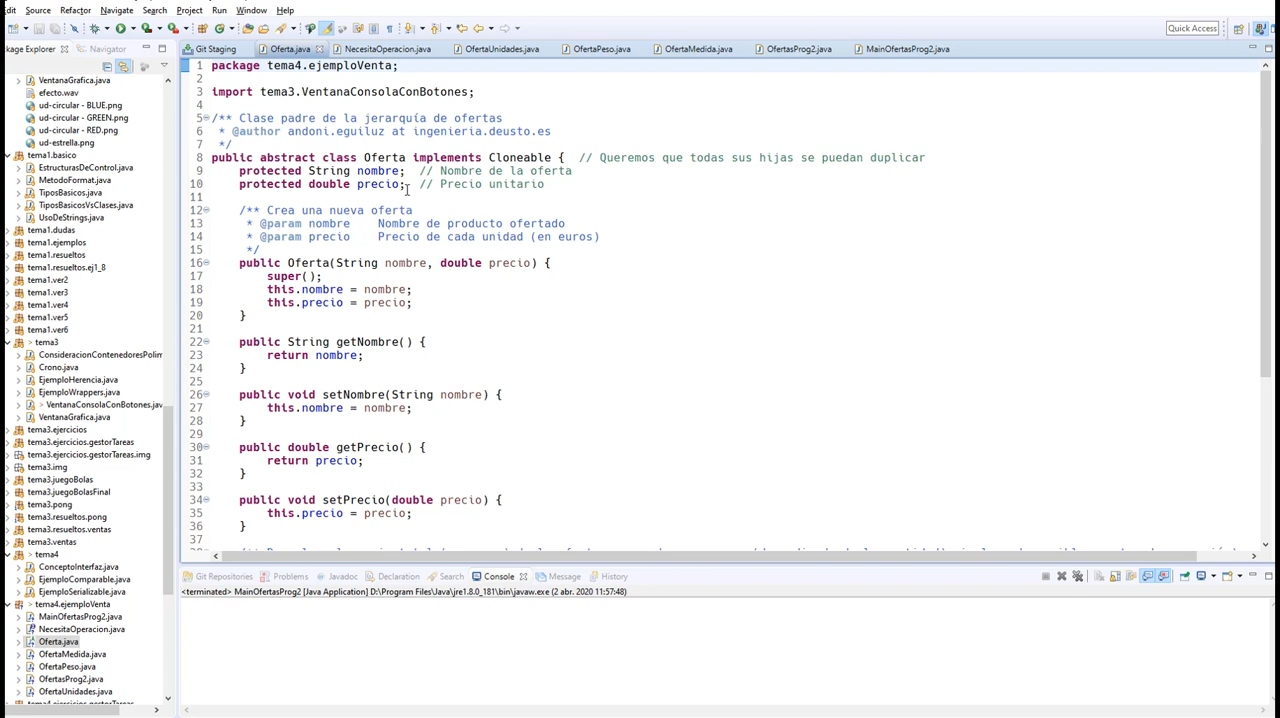 dit Source Refactor Navigate Search Project Run Window Help
Quick Access
ckage Explorer Navigator
Git Staging Oferta.java NecesitaOperacion.java OfertaUnidades.java OfertaPeso.java OfertaMedida.java OfertasProg2.java MainOfertasProg2.java
VentanaGrafica.java
efecto.wav
ud-circular - BLUE.png
ud-circular - GREEN.png
ud-circular - RED.png
ud-estrella.png
tema1.basico
EstructurasDeControl.java
MetodoFormat.java
TiposBasicos.java
TiposBasicosVsClases.java
UsoDeStrings.java
tema1.dudas
tema1.ejemplos
tema1.resueltos
tema1.resueltos.ej1_8
tema1.ver2
tema1.ver3
tema1.ver4
tema1.ver5
tema1.ver6
> tema3
ConsideracionContenedoresPolim
Crono.java
EjemploHerencia.java
EjemploWrappers.java
> VentanaConsolaConBotones.jav
VentanaGrafica.java
tema3.ejercicios
tema3.ejercicios.gestorTareas
tema3.ejercicios.gestorTareas.img
tema3.img
tema3.juegoBolas
tema3.juegoBolasFinal
tema3.pong
tema3.resueltos.pong
tema3.resueltos.ventas
tema3.ventas
> tema4
ConceptoInterfaz.java
EjemploComparable.java
EjemploSerializable.java
> tema4.ejemploVenta
MainOfertasProg2.java
NecesitaOperacion.java
Oferta.java
OfertaMedida.java
OfertaPeso.java
OfertasProg2.java
OfertaUnidades.java
1 package tema4.ejemploVenta;
2
3 import tema3.VentanaConsolaConBotones;
4
5 /** Clase padre de la jerarquía de ofertas
6 * @author andoni.eguiluz at ingenieria.deusto.es
7 */
8 public abstract class Oferta implements Cloneable { // Queremos que todas sus hijas se puedan duplicar
9 protected String nombre; // Nombre de la oferta
10 protected double precio; // Precio unitario
11
12 /** Crea una nueva oferta
13 * @param nombre Nombre de producto ofertado
14 * @param precio Precio de cada unidad (en euros)
15 */
16 public Oferta(String nombre, double precio) {
17 super();
18 this.nombre = nombre;
19 this.precio = precio;
20 }
21
22 public String getNombre() {
23 return nombre;
24 }
25
26 public void setNombre(String nombre) {
27 this.nombre = nombre;
28 }
29
30 public double getPrecio() {
31 return precio;
32 }
33
34 public void setPrecio(double precio) {
35 this.precio = precio;
36 }
37
Git Repositories Problems Javadoc Declaration Search Console Message History
<terminated> MainOfertasProg2 [Java Application] D:\Program Files\Java\jre1.8.0_181\bin\javaw.exe (2 abr. 2020 11:57:48)